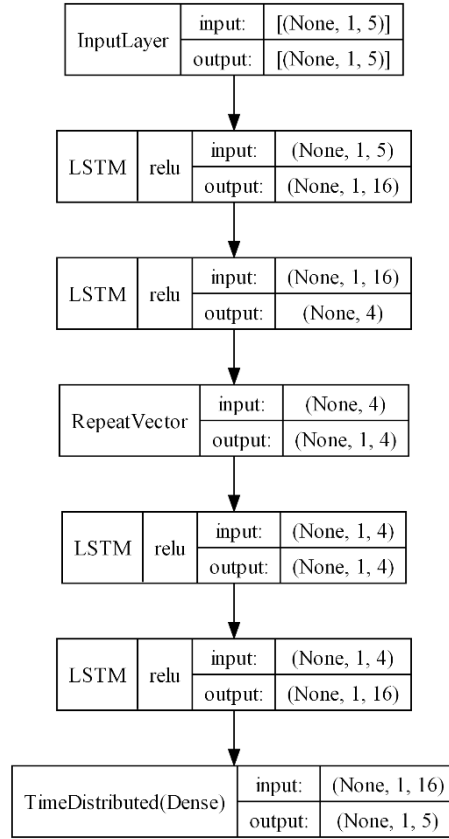 InputLayer input: [(None, 1, 5)]
output: [(None, 1, 5)]
LSTM relu input: (None, 1, 5)
output: (None, 1, 16)
LSTM relu input: (None, 1, 16)
output: (None, 4)
RepeatVector input: (None, 4)
output: (None, 1, 4)
LSTM relu input: (None, 1, 4)
output: (None, 1, 4)
LSTM relu input: (None, 1, 4)
output: (None, 1, 16)
TimeDistributed(Dense) input: (None, 1, 16)
output: (None, 1, 5)